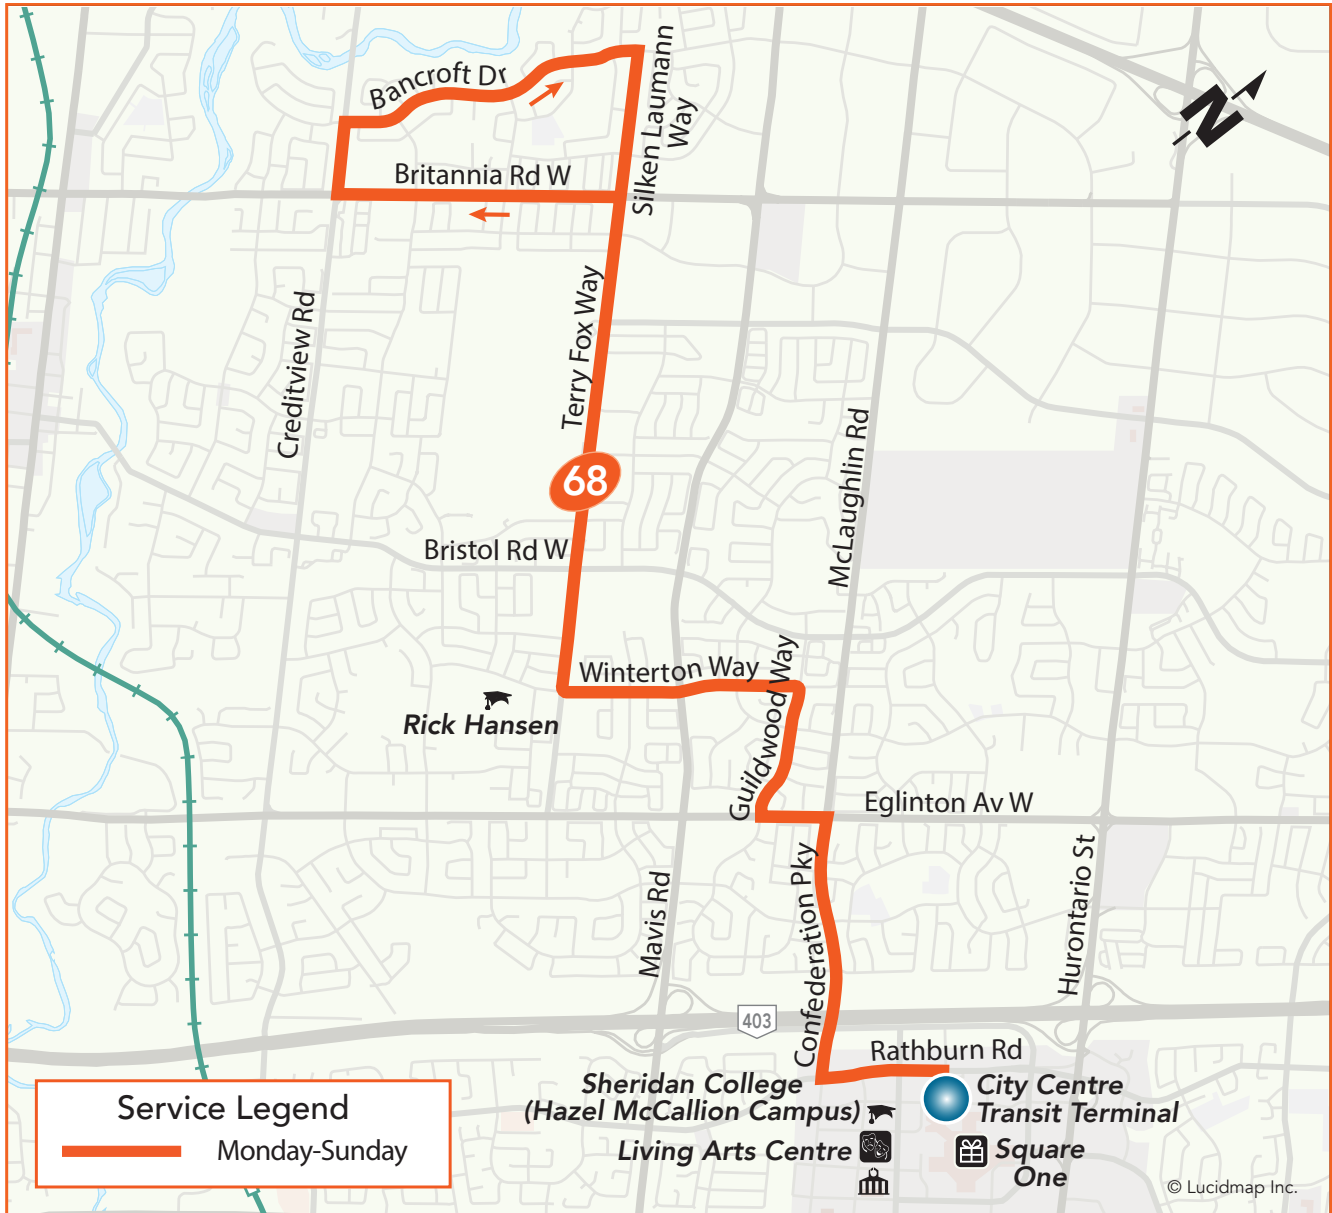 Bancroft Dr
Silken Laumann
Way
N
Britannia Rd W
Creditview Rd
Terry Fox Way
68
McLaughlin Rd
Bristol Rd W
Winterton Way
Guildwood Way
Rick Hansen
Eglinton Av W
Confederation Pky
Mavis Rd
Hurontario St
403
Rathburn Rd
Sheridan College
(Hazel McCallion Campus)
City Centre
Transit Terminal
Living Arts Centre
Square
One
Service Legend
Monday-Sunday
© Lucidmap Inc.